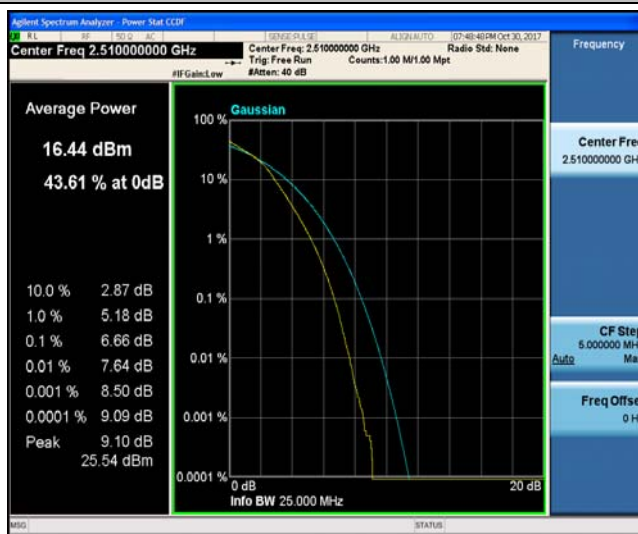 Agilent Spectrum Analyzer - Power Stat CCDF
RL RF 50 Ω AC SENSE:PULSE ALIGNAUTO 07:48:48 PM Oct 30, 2017
Center Freq 2.510000000 GHz
Center Freq: 2.510000000 GHz Radio Std: None
Trig: Free Run Counts:1.00 M/1.00 Mpt
#IFGain:Low #Atten: 40 dB
Frequency
Average Power
16.44 dBm
43.61 % at 0dB
10.0 % 2.87 dB
1.0 % 5.18 dB
0.1 % 6.66 dB
0.01 % 7.64 dB
0.001 % 8.50 dB
0.0001 % 9.09 dB
Peak 9.10 dB
25.54 dBm
Gaussian
100 %
10 %
1 %
0.1 %
0.01 %
0.001 %
0.0001 %
0 dB 20 dB
Info BW 25.000 MHz
Center Fre
2.510000000 GH
CF Step
5.000000 MH
Auto Ma
Freq Offse
0 H
MSG STATUS